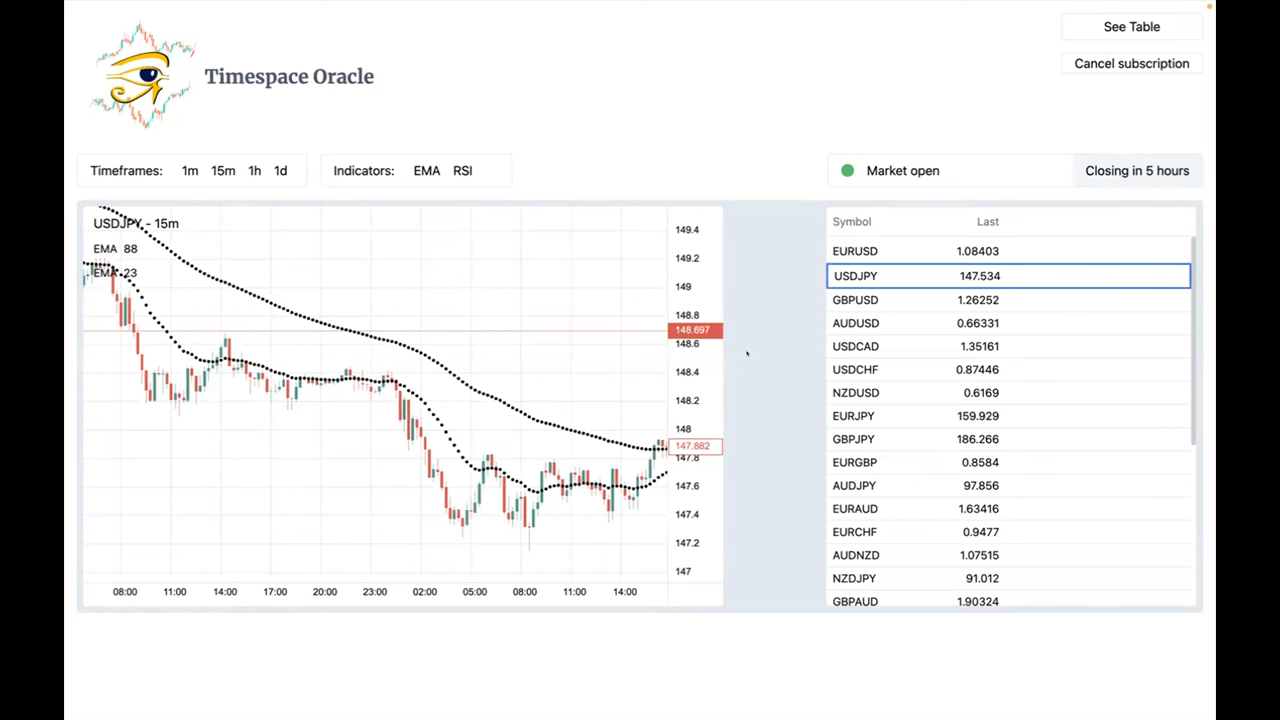 See Table
Cancel subscription
Timespace Oracle
Timeframes: 1m 15m 1h 1d
Indicators: EMA RSI
Market open
Closing in 5 hours
USDJPY - 15m
EMA 88
EMA 23
149.4
149.2
149
148.8
148.697
148.6
148.4
148.2
148
147.882
147.8
147.6
147.4
147.2
147
08:00 11:00 14:00 17:00 20:00 23:00 02:00 05:00 08:00 11:00 14:00
Symbol Last
EURUSD 1.08403
USDJPY 147.534
GBPUSD 1.26252
AUDUSD 0.66331
USDCAD 1.35161
USDCHF 0.87446
NZDUSD 0.6169
EURJPY 159.929
GBPJPY 186.266
EURGBP 0.8584
AUDJPY 97.856
EURAUD 1.63416
EURCHF 0.9477
AUDNZD 1.07515
NZDJPY 91.012
GBPAUD 1.90324